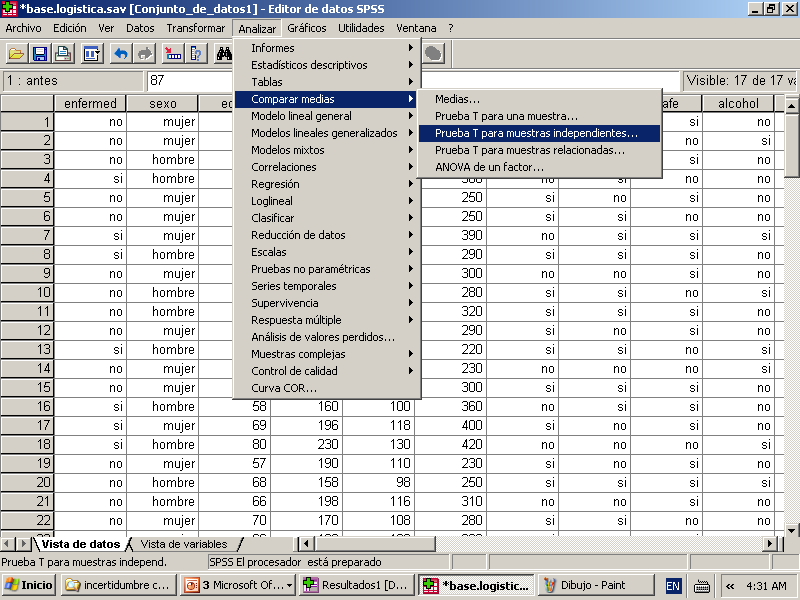 *base.logistica.sav [Conjunto_de_datos1] - Editor de datos SPSS
Archivo Edición Ver Datos Transformar Analizar Gráficos Utilidades Ventana ?
1 : antes 87 Visible: 17 de 17
Informes
Estadísticos descriptivos
Tablas
Comparar medias
Modelo lineal general
Modelos lineales generalizados
Modelos mixtos
Correlaciones
Regresión
Loglineal
Clasificar
Reducción de datos
Escalas
Pruebas no paramétricas
Series temporales
Supervivencia
Respuesta múltiple
Análisis de valores perdidos...
Muestras complejas
Control de calidad
Curva COR...
Medias...
Prueba T para una muestra...
Prueba T para muestras independientes...
Prueba T para muestras relacionadas...
ANOVA de un factor...
enfermed sexo alcohol
1 no mujer si no
2 no mujer no si
3 no hombre si no
4 si hombre no
5 no mujer 250 si no si no
6 no mujer 250 si si no no
7 si mujer 390 no si si no
8 si hombre 290 si si si no
9 no mujer 300 no no si no
10 no hombre 280 si si no si
11 no hombre 320 si si si no
12 no mujer 290 si no si no
13 si hombre 220 si si no si
14 no mujer 230 no no si no
15 no mujer 300 si si si no
16 si hombre 58 160 100 360 no si si no
17 si mujer 69 196 118 400 si no si no
18 si hombre 80 230 130 420 no no no si
19 no mujer 57 190 110 230 si si si no
20 no hombre 68 158 98 250 si si si no
21 no hombre 66 198 116 310 no no si no
22 no mujer 70 170 108 280 si si no no
Vista de datos Vista de variables
Prueba T para muestras independ. SPSS El procesador está preparado
Inicio incertidumbre c... 3 Microsoft Of... Resultados1 [D... *base.logistic... Dibujo - Paint EN « 4:31 AM